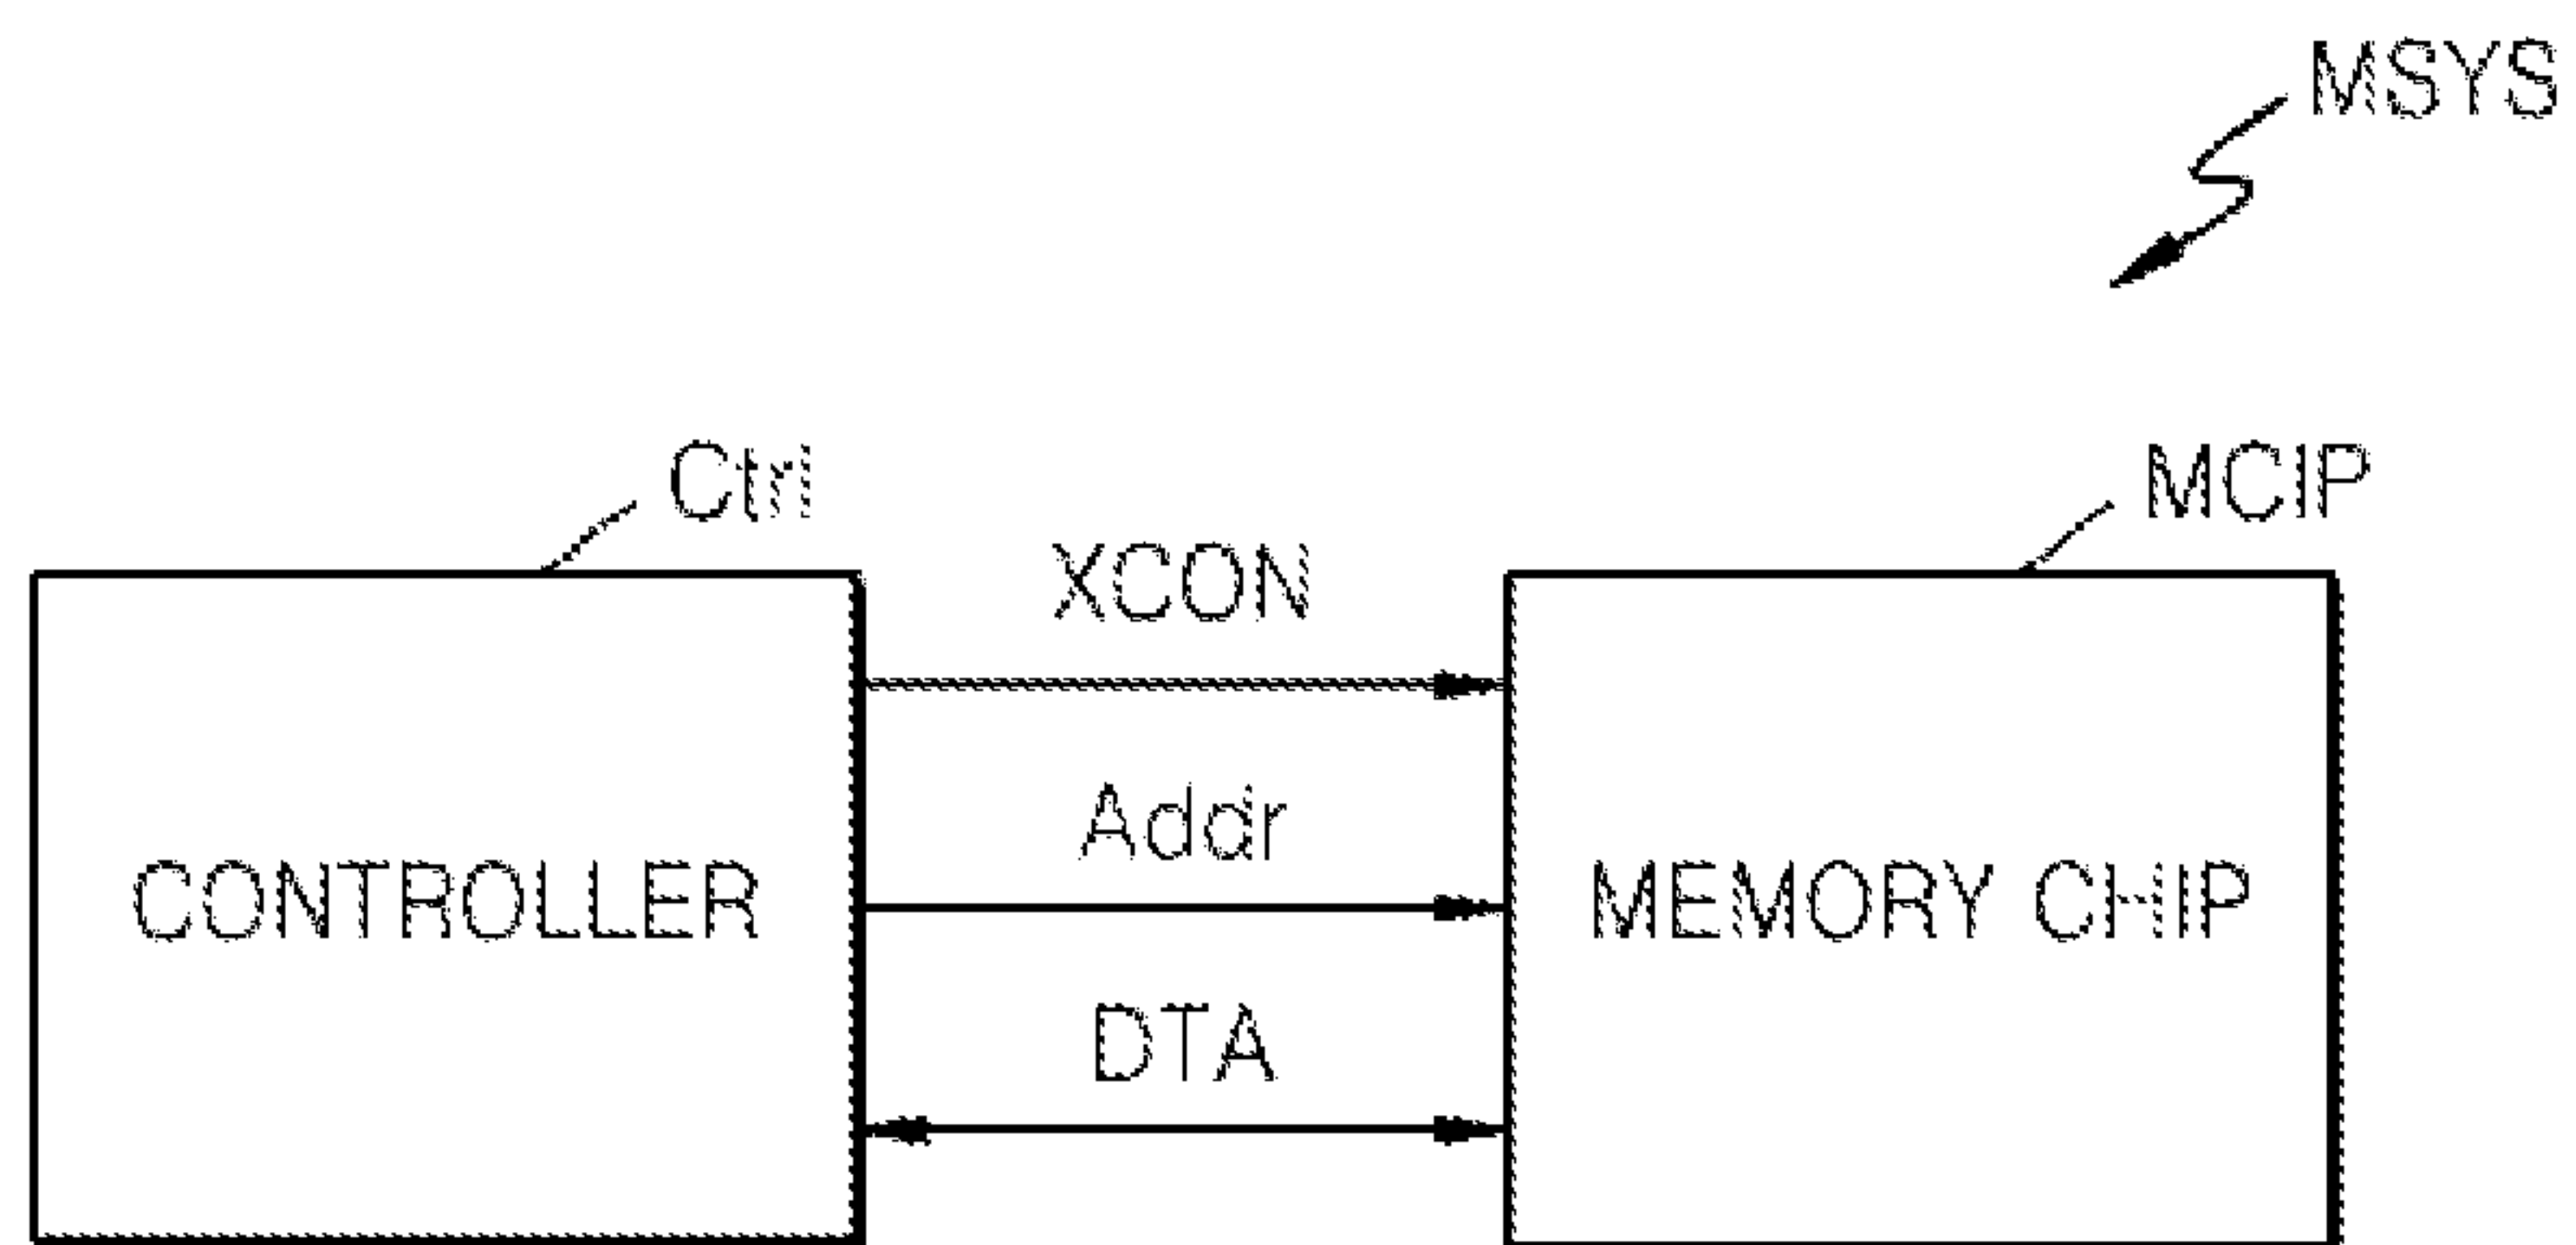 MSYS
Ctrl
MCIP
XCON
Addr
CONTROLLER
MEMORY CHIP
DTA